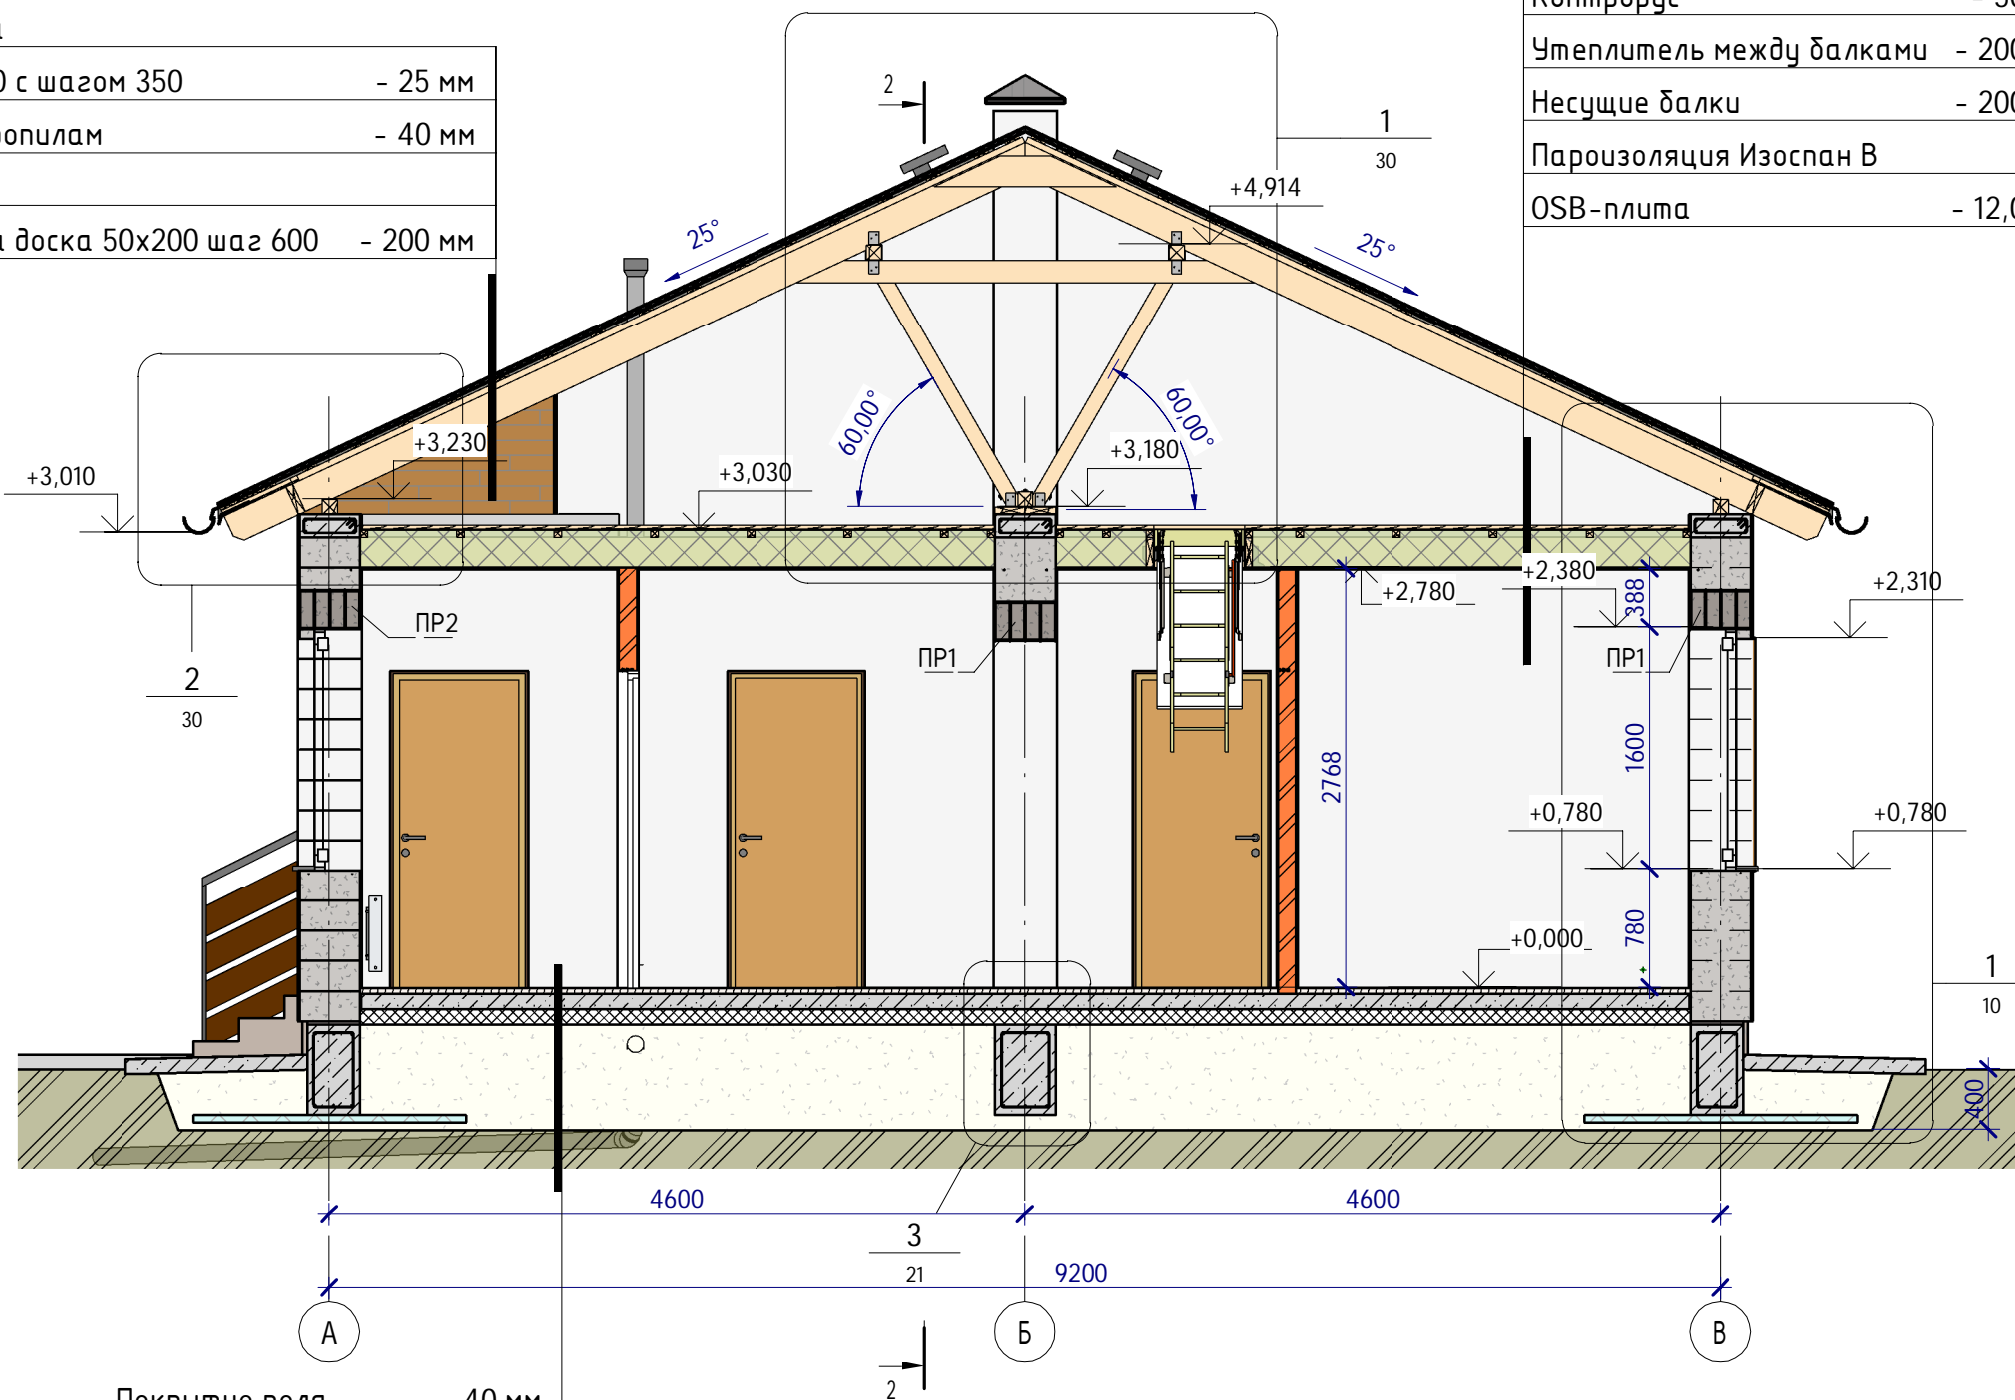 с шагом 350 - 25 мм
- 40 мм
доска 50х200 шаг 600 - 200 мм
Утеплитель между балками - 200
Несущие балки - 200
Пароизоляция Изоспан В
OSB-плита - 12,0
2
1
30
+4,914
25°
25°
+3,230
60,00°
60,00°
+3,180
+3,030
+3,010
+2,380
+2,780
388
+2,310
ПР2
ПР1
ПР1
2
30
2768
1600
+0,780
+0,780
780
+0,000
1
10
400
4600
4600
3
21
9200
А
Б
В
2
40 мм